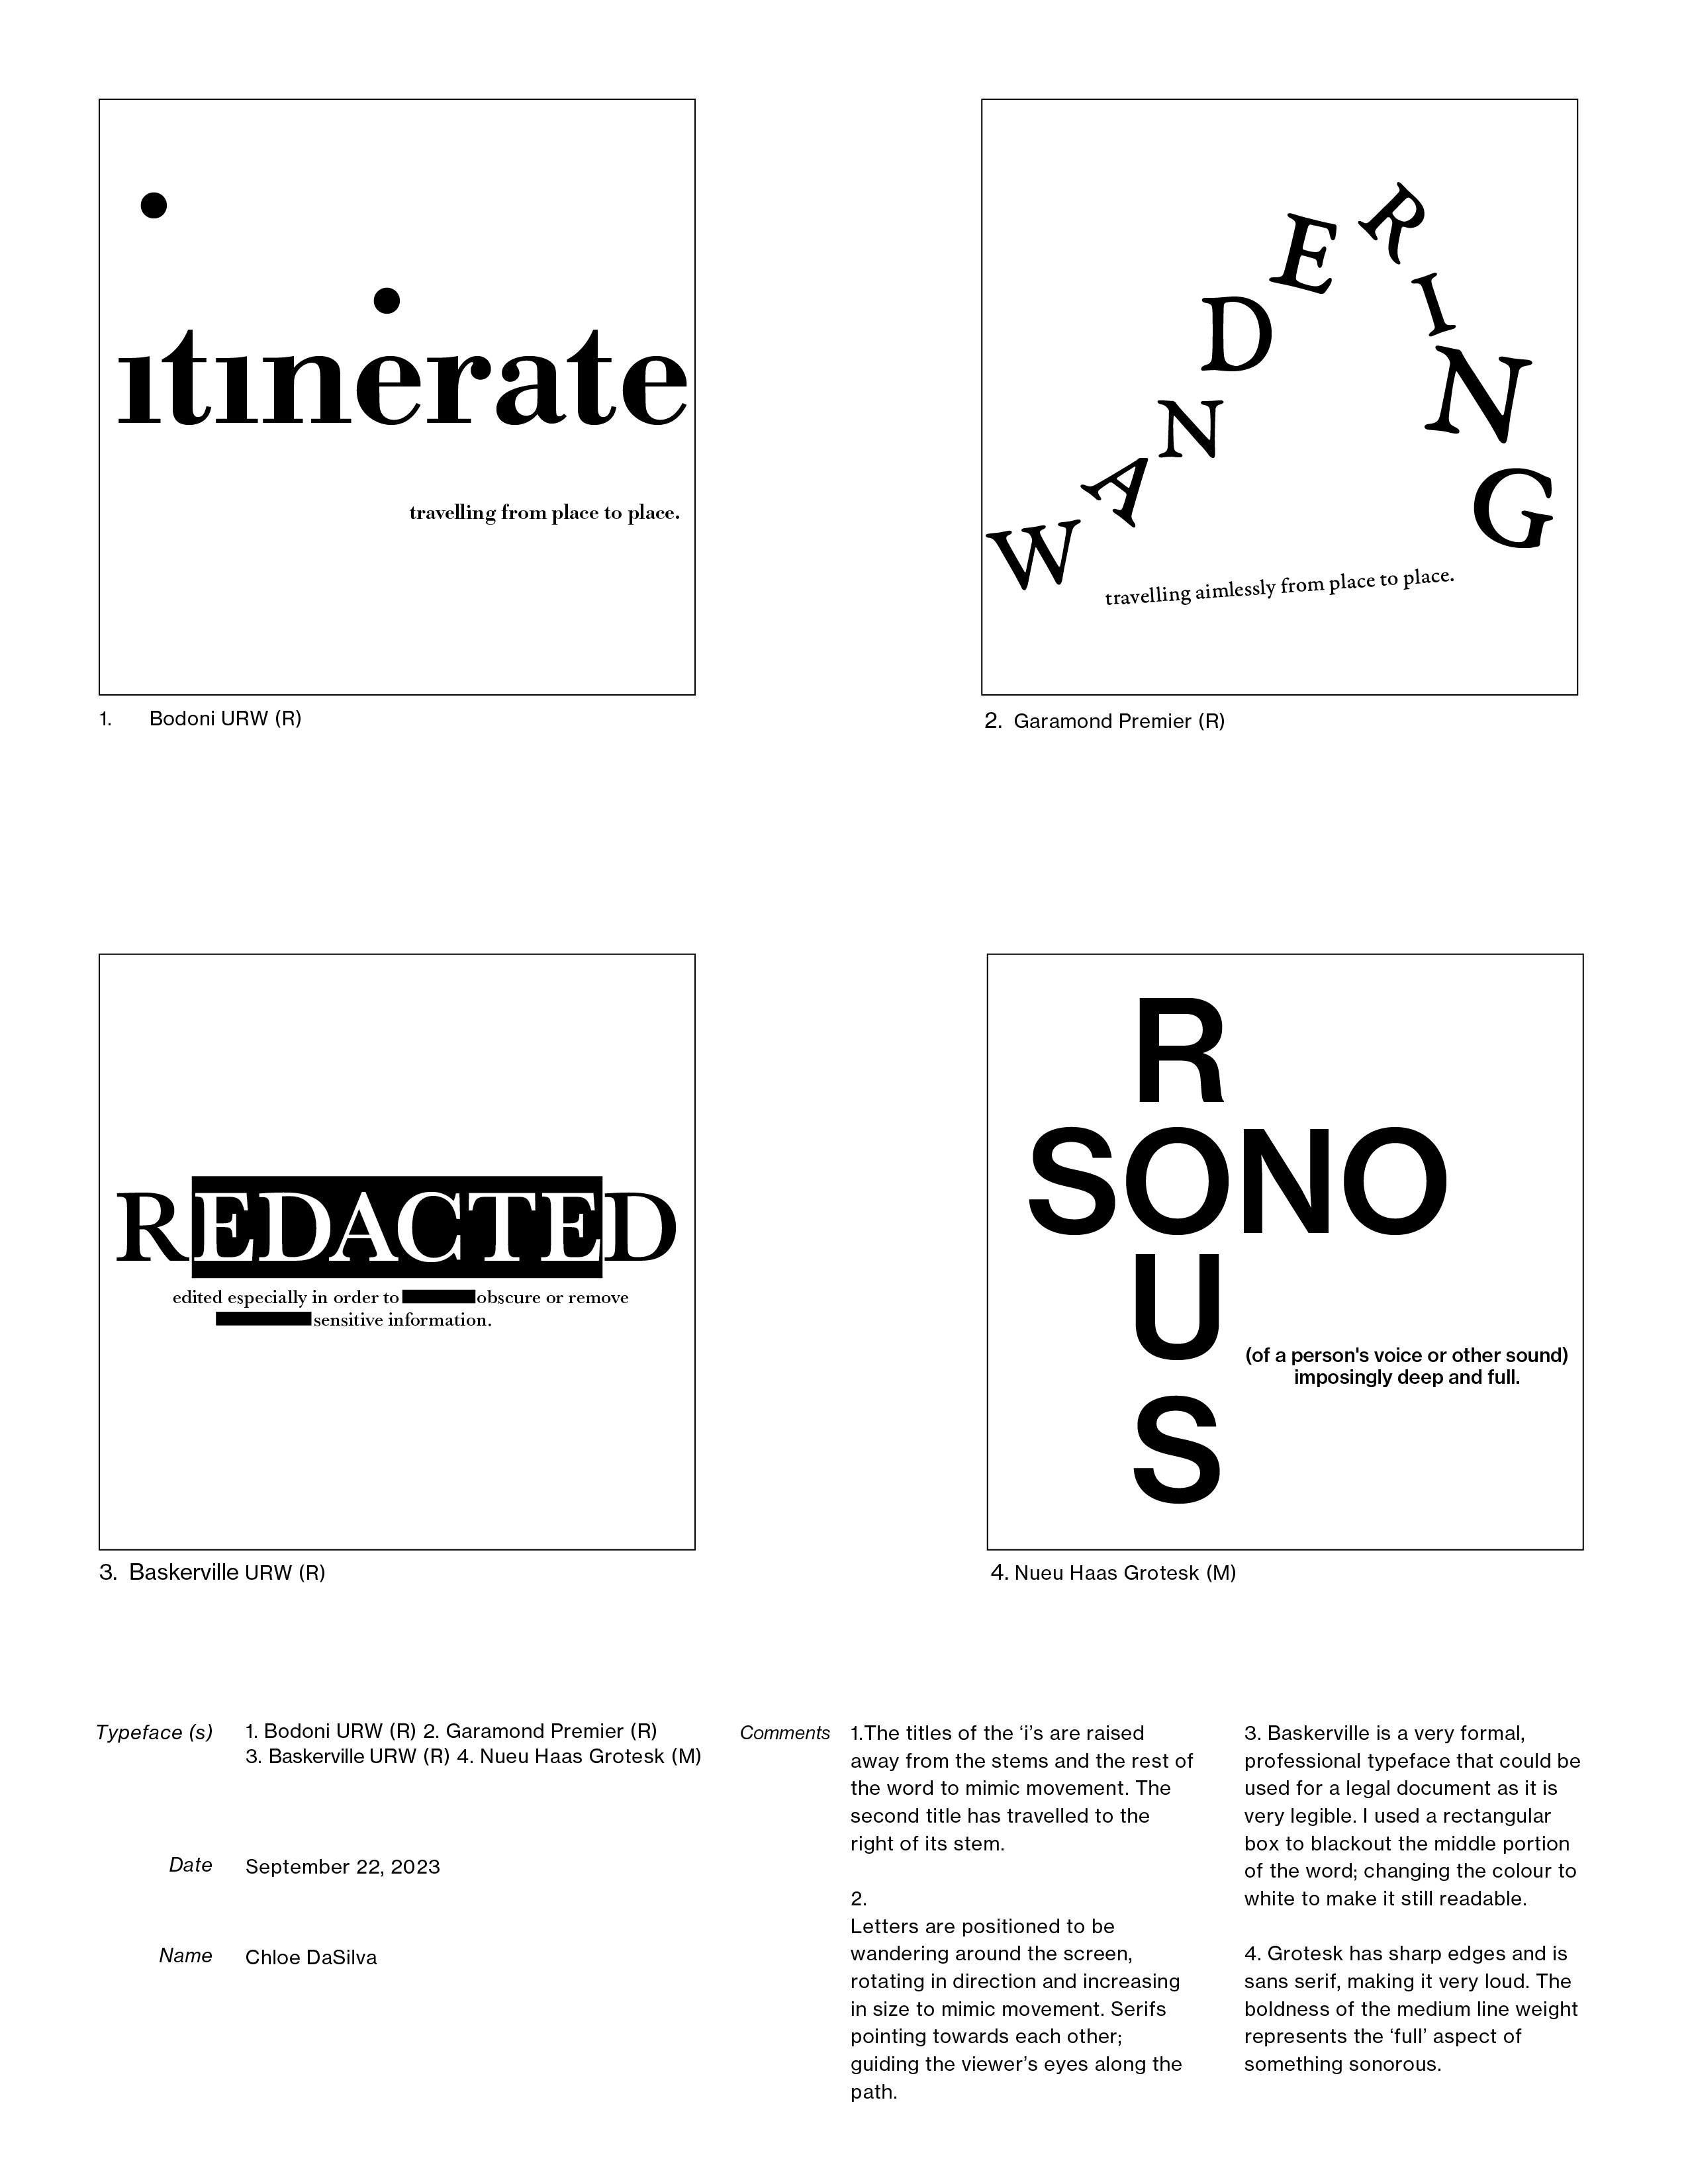 itinerate
travelling from place to place.
1. Bodoni URW (R)
WANDERING
travelling aimlessly from place to place.
2. Garamond Premier (R)
REDACTED
edited especially in order to obscure or remove
sensitive information.
3. Baskerville URW (R)
R
SONO
U
S
(of a person's voice or other sound)
imposingly deep and full.
4. Nueu Haas Grotesk (M)
Typeface (s)
1. Bodoni URW (R) 2. Garamond Premier (R)
3. Baskerville URW (R) 4. Nueu Haas Grotesk (M)
Date
September 22, 2023
Name
Chloe DaSilva
Comments
1.The titles of the ‘i’s are raised
away from the stems and the rest of
the word to mimic movement. The
second title has travelled to the
right of its stem.
2.
Letters are positioned to be
wandering around the screen,
rotating in direction and increasing
in size to mimic movement. Serifs
pointing towards each other;
guiding the viewer’s eyes along the
path.
3. Baskerville is a very formal,
professional typeface that could be
used for a legal document as it is
very legible. I used a rectangular
box to blackout the middle portion
of the word; changing the colour to
white to make it still readable.
4. Grotesk has sharp edges and is
sans serif, making it very loud. The
boldness of the medium line weight
represents the ‘full’ aspect of
something sonorous.